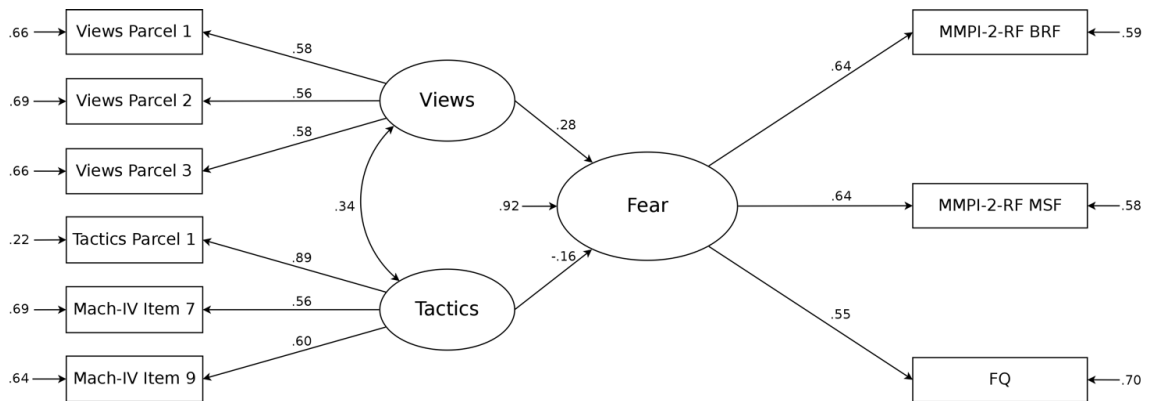 .66
Views Parcel 1
.58
.69
Views Parcel 2
.56
.66
Views Parcel 3
.58
Views
.28
.34
.22
Tactics Parcel 1
.89
.69
Mach-IV Item 7
.56
.64
Mach-IV Item 9
.60
Tactics
-.16
.92
Fear
.64
MMPI-2-RF BRF
.59
.64
MMPI-2-RF MSF
.58
.55
FQ
.70